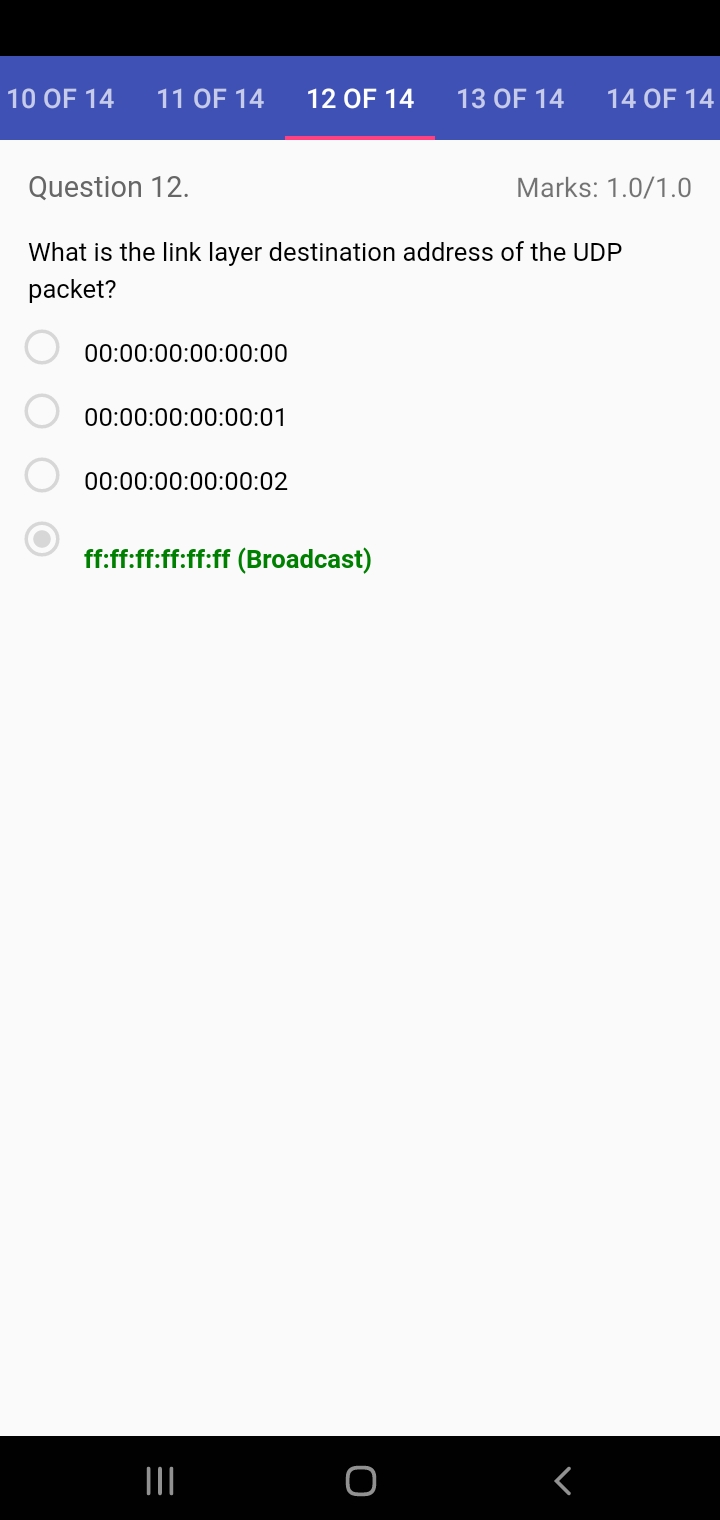 10 OF 14 11 OF 14 12 OF 14 13 OF 14 14 OF 14
Question 12. Marks: 1.0/1.0
What is the link layer destination address of the UDP
packet?
00:00:00:00:00:00
00:00:00:00:00:01
00:00:00:00:00:02
ff:ff:ff:ff:ff:ff (Broadcast)